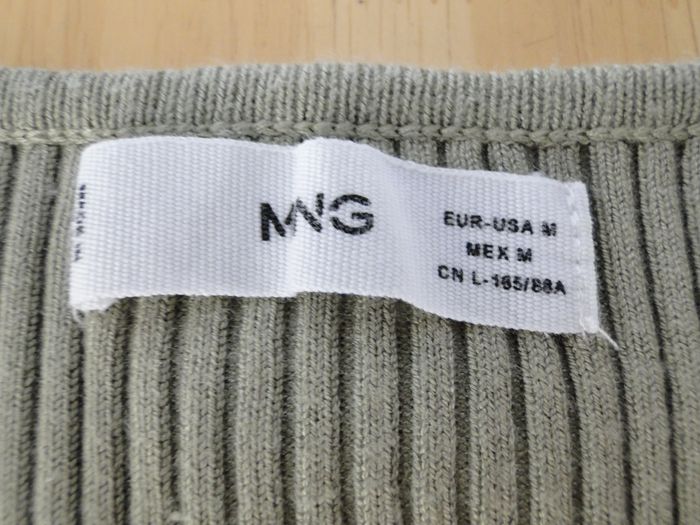 MNG
EUR-USA M
MEX M
CN L-165/88A